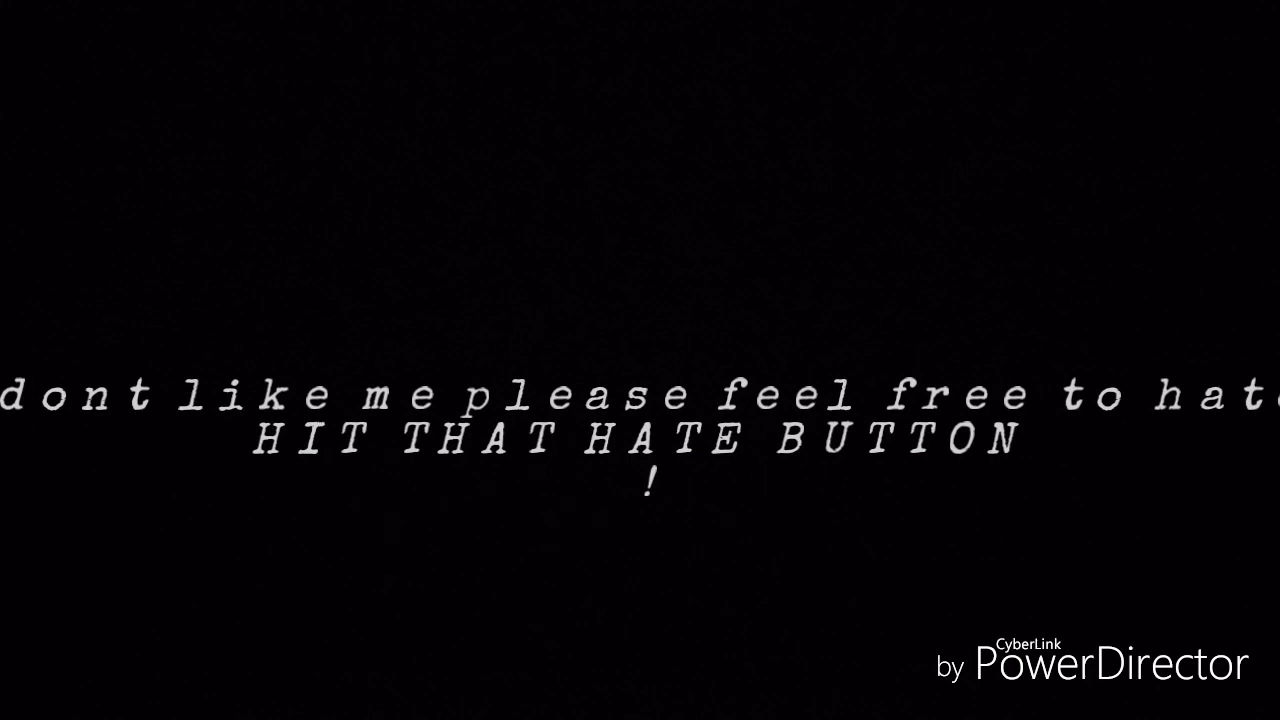 dont like me please feel free to hate
HIT THAT HATE BUTTON
!
CyberLink
by PowerDirector